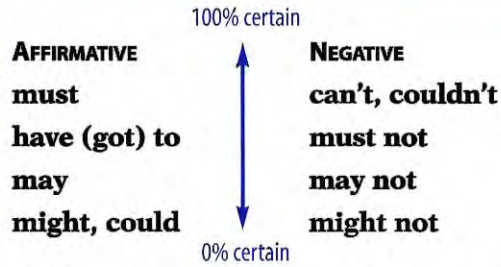 100% certain
AFFIRMATIVE NEGATIVE
must can't, couldn't
have (got) to must not
may may not
might, could might not
0% certain